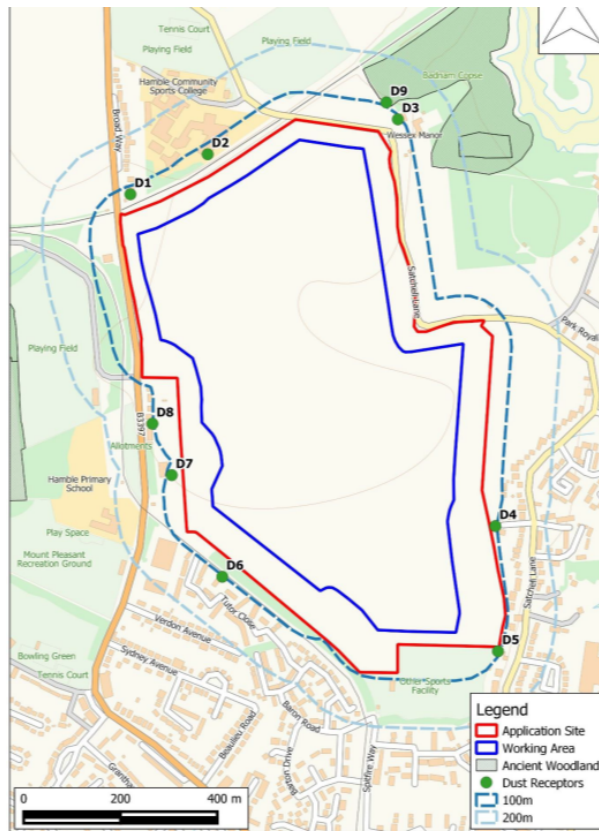 Tennis Court
Playing Field
Playing Field
Hamble Community
Sports College
Badnam Copse
D9
D3
Wessex Manor
Broad Way
D2
D1
Satchell Lane
Park Royal
Playing Field
B3397
D8
Allotments
D7
Hamble Primary
School
D4
Play Space
Mount Pleasant
Recreation Ground
D6
Tutor Close
Satchell Lane
Verdon Avenue
D5
Sydney Avenue
Bowling Green
Tennis Court
Other Sports
Facility
Baron Road
Beaulieu Road
Spitfire Way
Legend
Application Site
Working Area
Ancient Woodland
Dust Receptors
100m
200m
0 200 400 m